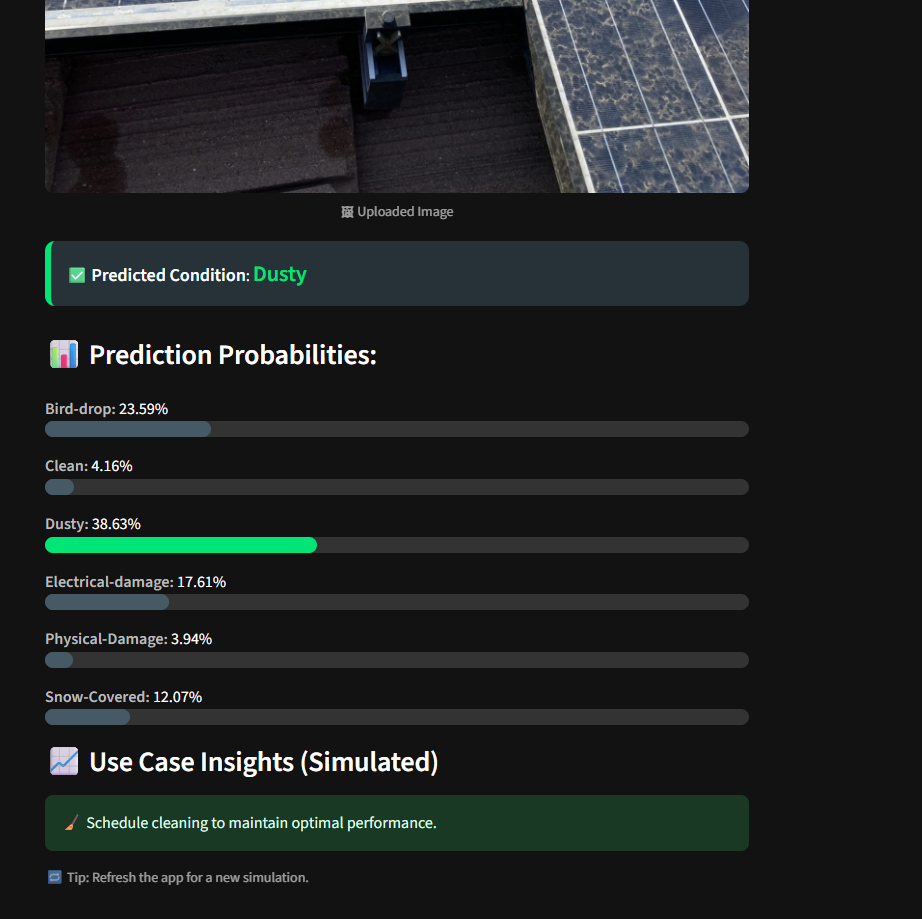 🖼 Uploaded Image
✅ Predicted Condition: Dusty
📊 Prediction Probabilities:
Bird-drop: 23.59%
Clean: 4.16%
Dusty: 38.63%
Electrical-damage: 17.61%
Physical-Damage: 3.94%
Snow-Covered: 12.07%
📈 Use Case Insights (Simulated)
🧹 Schedule cleaning to maintain optimal performance.
🔁 Tip: Refresh the app for a new simulation.